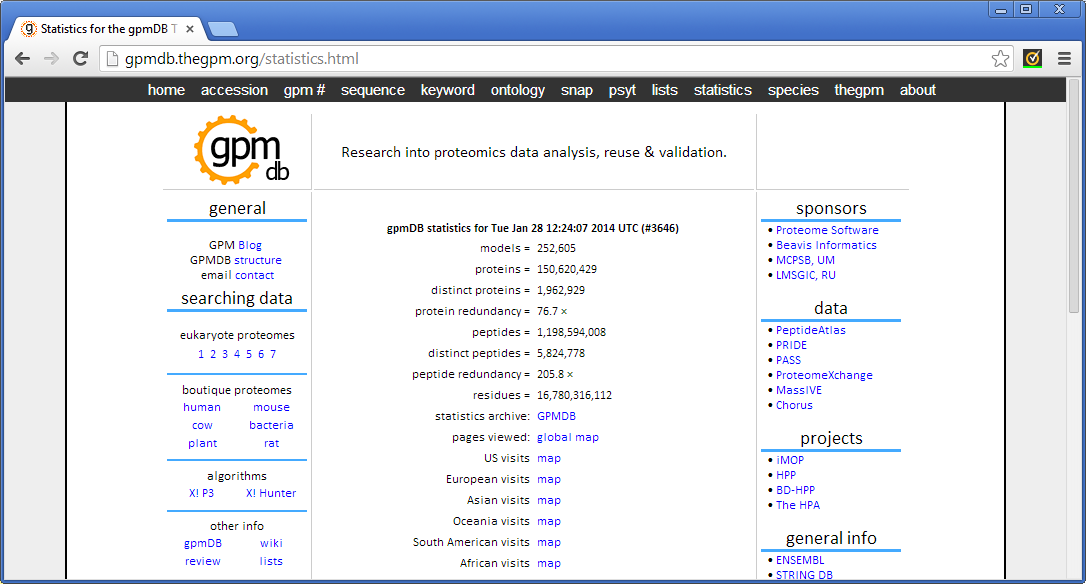 Statistics for the gpmDB T
gpmdb.thegpm.org/statistics.html
home accession gpm # sequence keyword ontology snap psyt lists statistics species thegpm about
gpm
db
Research into proteomics data analysis, reuse & validation.
general
GPM Blog
GPMDB structure
email contact
searching data
eukaryote proteomes
1 2 3 4 5 6 7
boutique proteomes
human mouse
cow bacteria
plant rat
algorithms
X! P3 X! Hunter
other info
gpmDB wiki
review lists
gpmDB statistics for Tue Jan 28 12:24:07 2014 UTC (#3646)
models = 252,605
proteins = 150,620,429
distinct proteins = 1,962,929
protein redundancy = 76.7 ×
peptides = 1,198,594,008
distinct peptides = 5,824,778
peptide redundancy = 205.8 ×
residues = 16,780,316,112
statistics archive: GPMDB
pages viewed: global map
US visits map
European visits map
Asian visits map
Oceania visits map
South American visits map
African visits map
sponsors
• Proteome Software
• Beavis Informatics
• MCPSB, UM
• LMSGIC, RU
data
• PeptideAtlas
• PRIDE
• PASS
• ProteomeXchange
• MassIVE
• Chorus
projects
• iMOP
• HPP
• BD-HPP
• The HPA
general info
• ENSEMBL
• STRING DB